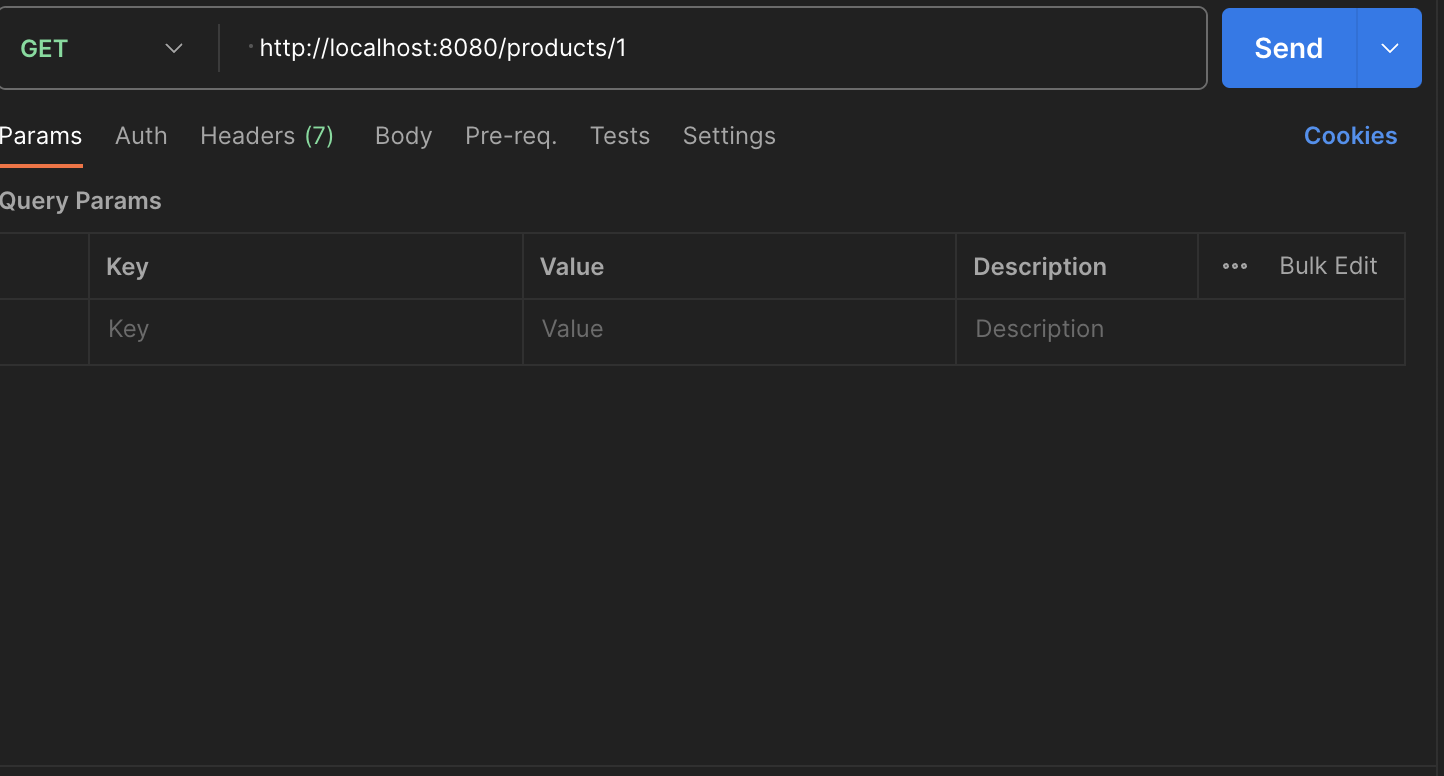 GET http://localhost:8080/products/1 Send
Params Auth Headers (7) Body Pre-req. Tests Settings Cookies
Query Params
Key Value Description Bulk Edit
Key Value Description